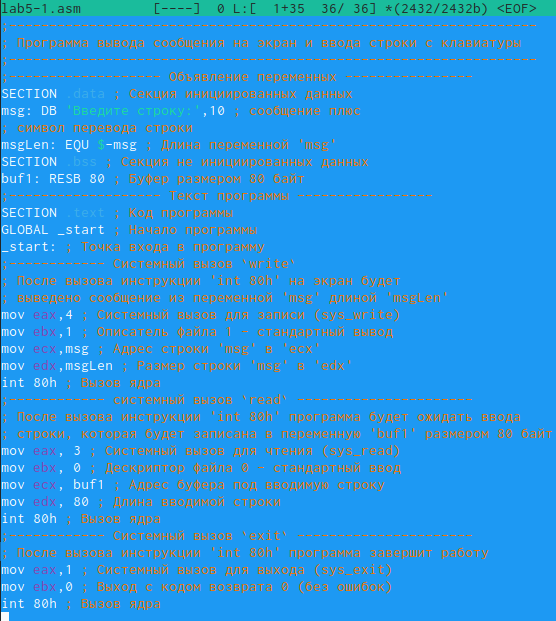 lab5-1.asm [----] 0 L:[ 1+35 36/ 36] *(2432/2432b) <EOF>
;------------------------------------------------------------------
; Программа вывода сообщения на экран и ввода строки с клавиатуры
;------------------------------------------------------------------
;------------------- Объявление переменных ----------------
SECTION .data ; Секция инициированных данных
msg: DB 'Введите строку:',10 ; сообщение плюс
; символ перевода строки
msgLen: EQU $-msg ; Длина переменной 'msg'
SECTION .bss ; Секция не инициированных данных
buf1: RESB 80 ; Буфер размером 80 байт
;------------------- Текст программы -----------------
SECTION .text ; Код программы
GLOBAL _start ; Начало программы
_start: ; Точка входа в программу
;------------ Cистемный вызов `write`
; После вызова инструкции 'int 80h' на экран будет
; выведено сообщение из переменной 'msg' длиной 'msgLen'
mov eax,4 ; Системный вызов для записи (sys_write)
mov ebx,1 ; Описатель файла 1 - стандартный вывод
mov ecx,msg ; Адрес строки 'msg' в 'ecx'
mov edx,msgLen ; Размер строки 'msg' в 'edx'
int 80h ; Вызов ядра
;------------ системный вызов `read` ----------------------
; После вызова инструкции 'int 80h' программа будет ожидать ввода
; строки, которая будет записана в переменную 'buf1' размером 80 байт
mov eax, 3 ; Системный вызов для чтения (sys_read)
mov ebx, 0 ; Дескриптор файла 0 - стандартный ввод
mov ecx, buf1 ; Адрес буфера под вводимую строку
mov edx, 80 ; Длина вводимой строки
int 80h ; Вызов ядра
;------------ Системный вызов `exit` ----------------------
; После вызова инструкции 'int 80h' программа завершит работу
mov eax,1 ; Системный вызов для выхода (sys_exit)
mov ebx,0 ; Выход с кодом возврата 0 (без ошибок)
int 80h ; Вызов ядра